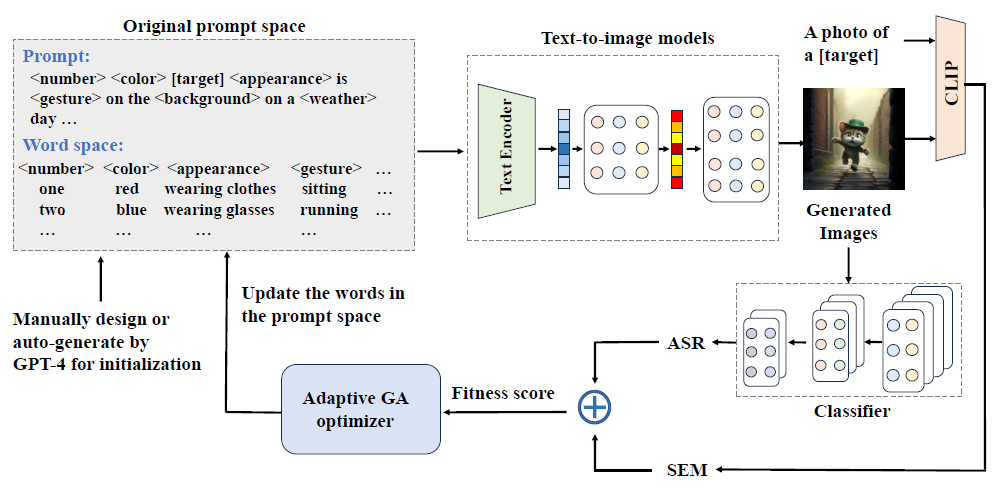 Original prompt space
Prompt:
<number> <color> [target] <appearance> is
<gesture> on the <background> on a <weather>
day …
Word space:
<number> <color> <appearance> <gesture> …
one red wearing clothes sitting …
two blue wearing glasses running …
… … … …
Manually design or
auto-generate by
GPT-4 for initialization
Update the words in
the prompt space
Text-to-image models
Text Encoder
A photo of
a [target]
CLIP
Generated
Images
Classifier
ASR
SEM
Fitness score
Adaptive GA
optimizer